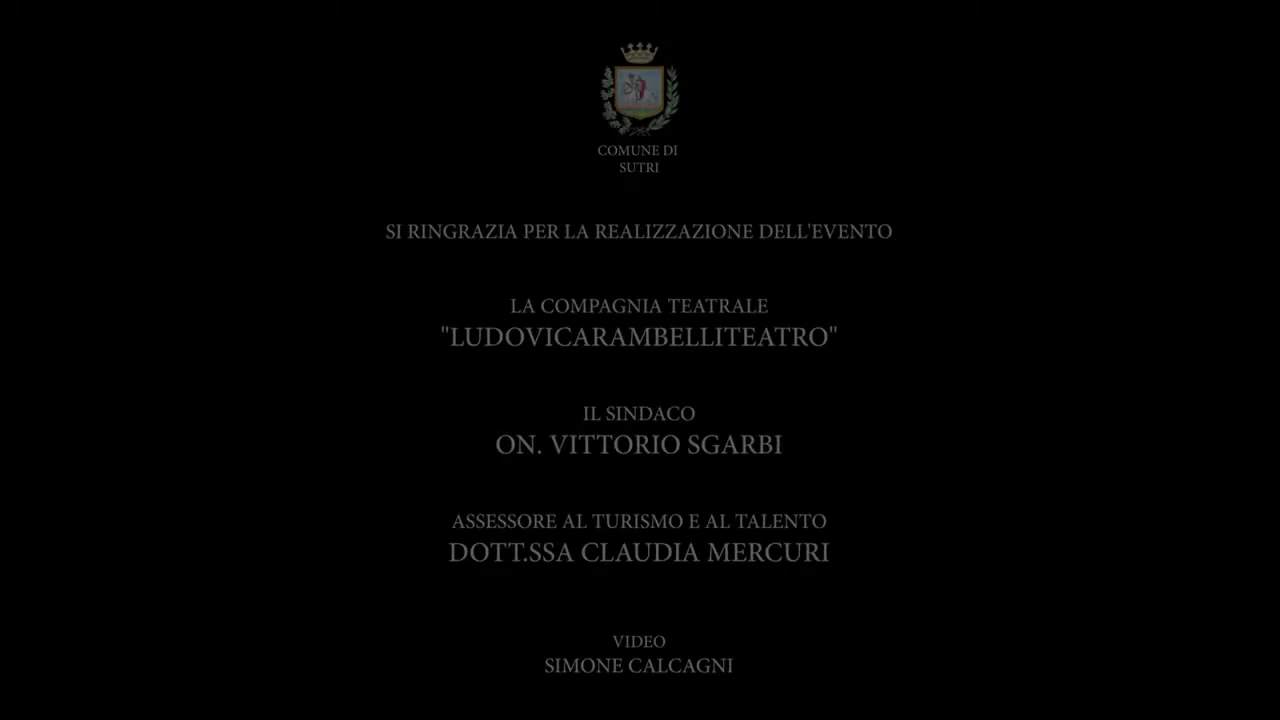 COMUNE DI
SUTRI
SI RINGRAZIA PER LA REALIZZAZIONE DELL'EVENTO
LA COMPAGNIA TEATRALE
"LUDOVICARAMBELLITEATRO"
IL SINDACO
ON. VITTORIO SGARBI
ASSESSORE AL TURISMO E AL TALENTO
DOTT.SSA CLAUDIA MERCURI
VIDEO
SIMONE CALCAGNI